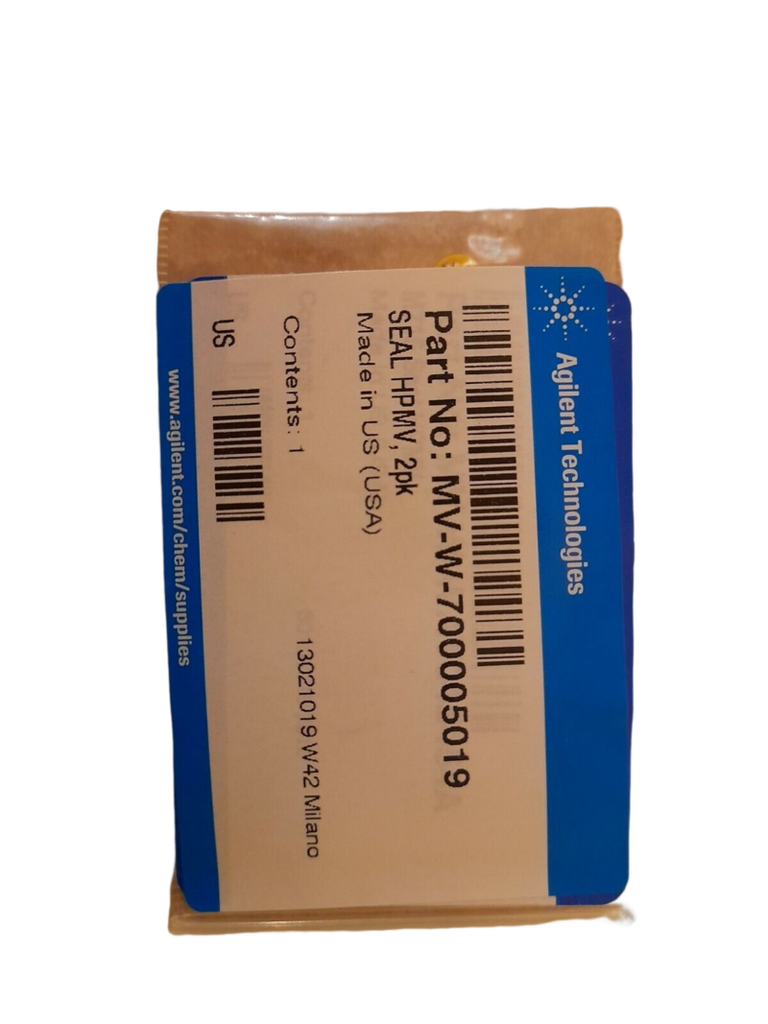 Agilent Technologies
Part No: MV-W-700005019
SEAL HPMV, 2pk
Made in US (USA)
Contents: 1
13021019 W42 Milano
US
www.agilent.com/chem/supplies